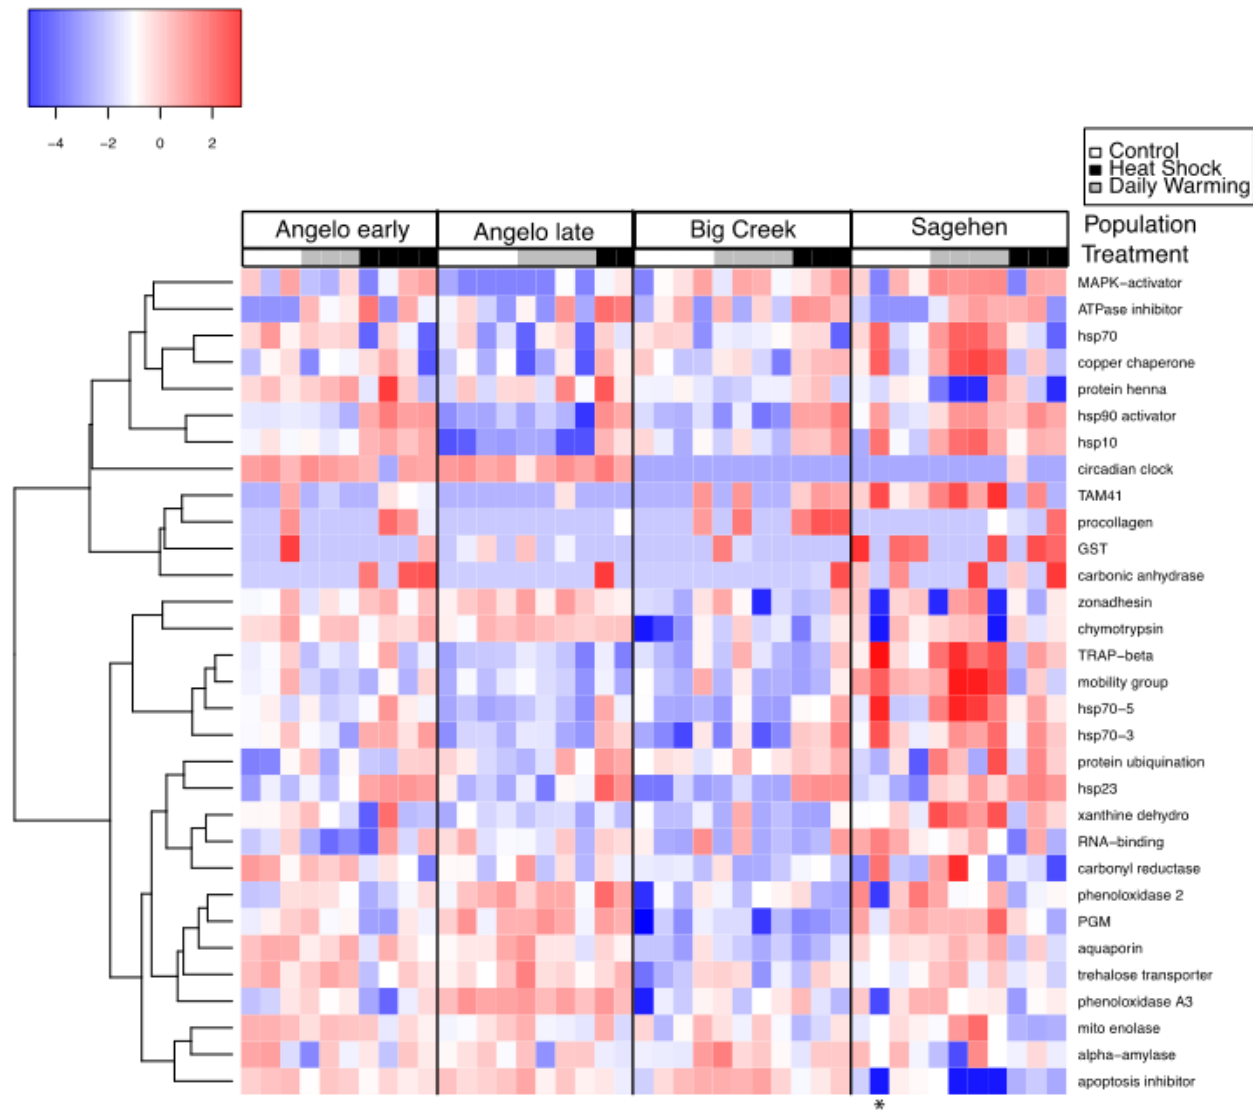 -4 -2 0 2
Control
Heat Shock
Daily Warming
Angelo early Angelo late Big Creek Sagehen Population
Treatment
MAPK-activator
ATPase inhibitor
hsp70
copper chaperone
protein henna
hsp90 activator
hsp10
circadian clock
TAM41
procollagen
GST
carbonic anhydrase
zonadhesin
chymotrypsin
TRAP-beta
mobility group
hsp70-5
hsp70-3
protein ubiquination
hsp23
xanthine dehydro
RNA-binding
carbonyl reductase
phenoloxidase 2
PGM
aquaporin
trehalose transporter
phenoloxidase A3
mito enolase
alpha-amylase
apoptosis inhibitor
*